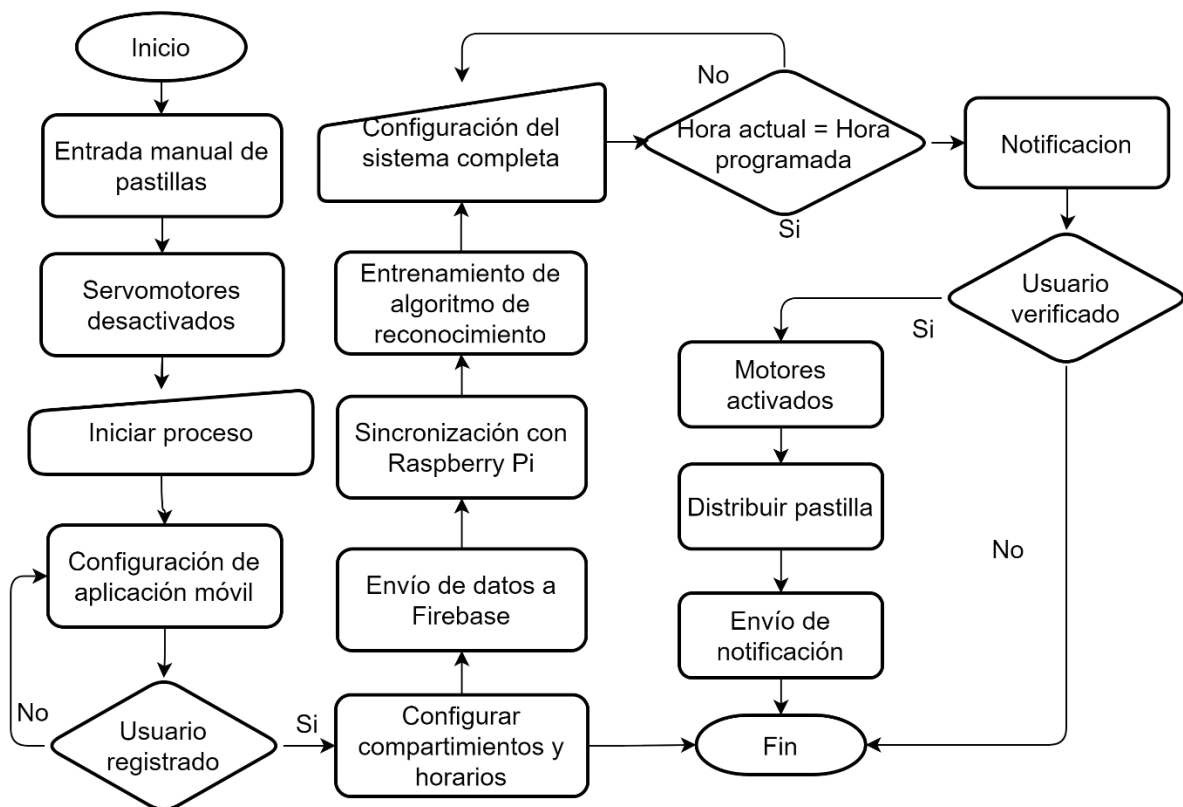 Inicio
Entrada manual de
pastillas
Servomotores
desactivados
Iniciar proceso
Configuración de
aplicación móvil
No
Usuario
registrado
Si
Configurar
compartimientos y
horarios
Envío de datos a
Firebase
Sincronización con
Raspberry Pi
Entrenamiento de
algoritmo de
reconocimiento
Configuración del
sistema completa
No
Hora actual = Hora
programada
Si
Notificacion
Usuario
verificado
Si
Motores
activados
Distribuir pastilla
Envío de
notificación
No
Fin